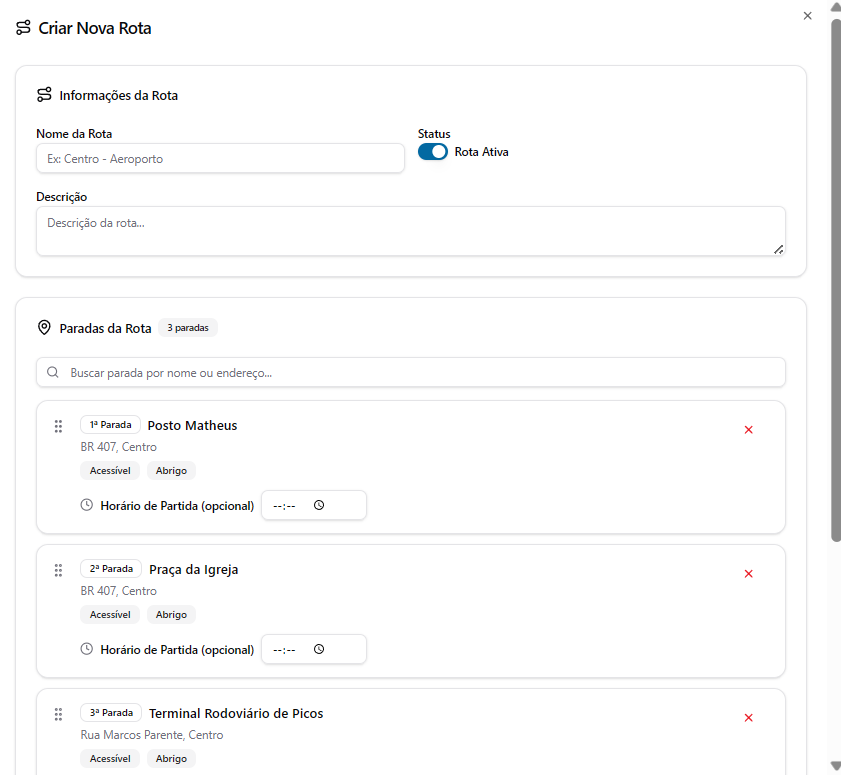 Criar Nova Rota
Informações da Rota
Nome da Rota
Ex: Centro - Aeroporto
Status
Rota Ativa
Descrição
Descrição da rota...
Paradas da Rota 3 paradas
Buscar parada por nome ou endereço...
1ª Parada Posto Matheus
BR 407, Centro
Acessível Abrigo
Horário de Partida (opcional) --:--
2ª Parada Praça da Igreja
BR 407, Centro
Acessível Abrigo
Horário de Partida (opcional) --:--
3ª Parada Terminal Rodoviário de Picos
Rua Marcos Parente, Centro
Acessível Abrigo